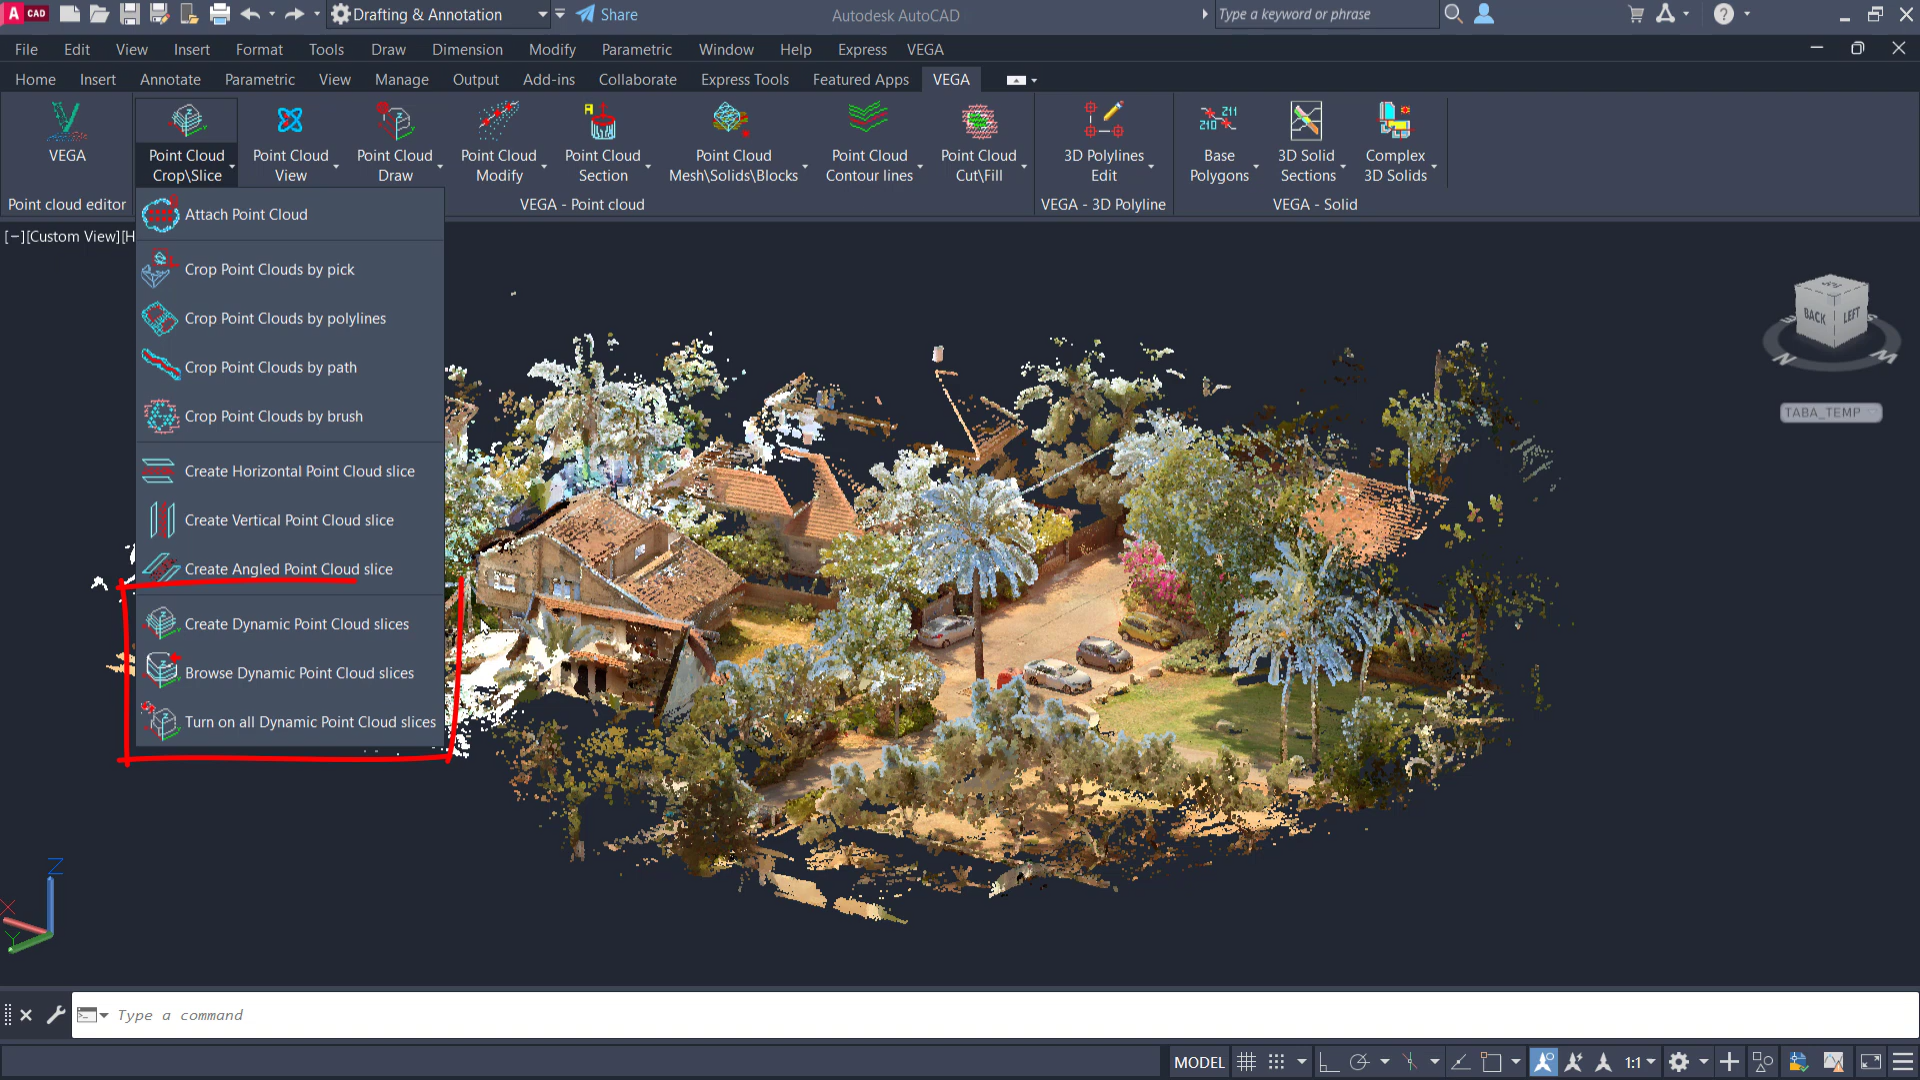 A CAD
Drafting & Annotation
Share
Autodesk AutoCAD
Type a keyword or phrase
File Edit View Insert Format Tools Draw Dimension Modify Parametric Window Help Express VEGA
Home Insert Annotate Parametric View Manage Output Add-ins Collaborate Express Tools Featured Apps VEGA
VEGA
Point Cloud
Crop\Slice
Point Cloud
View
Point Cloud
Draw
Point Cloud
Modify
Point Cloud
Section
Point Cloud
Mesh\Solids\Blocks
Point Cloud
Contour lines
Point Cloud
Cut\Fill
3D Polylines
Edit
Base
Polygons
3D Solid
Sections
Complex
3D Solids
Point cloud editor
VEGA - Point cloud
VEGA - 3D Polyline
VEGA - Solid
[−][Custom View][H
Attach Point Cloud
Crop Point Clouds by pick
Crop Point Clouds by polylines
Crop Point Clouds by path
Crop Point Clouds by brush
Create Horizontal Point Cloud slice
Create Vertical Point Cloud slice
Create Angled Point Cloud slice
Create Dynamic Point Cloud slices
Browse Dynamic Point Cloud slices
Turn on all Dynamic Point Cloud slices
BACK LEFT
N
TABA_TEMP
Z
X
Y
Type a command
MODEL
1:1